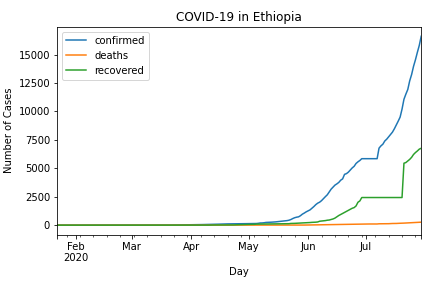 COVID-19 in Ethiopia
confirmed
deaths
recovered
Number of Cases
15000
12500
10000
7500
5000
2500
0
Feb
2020
Mar
Apr
May
Jun
Jul
Day